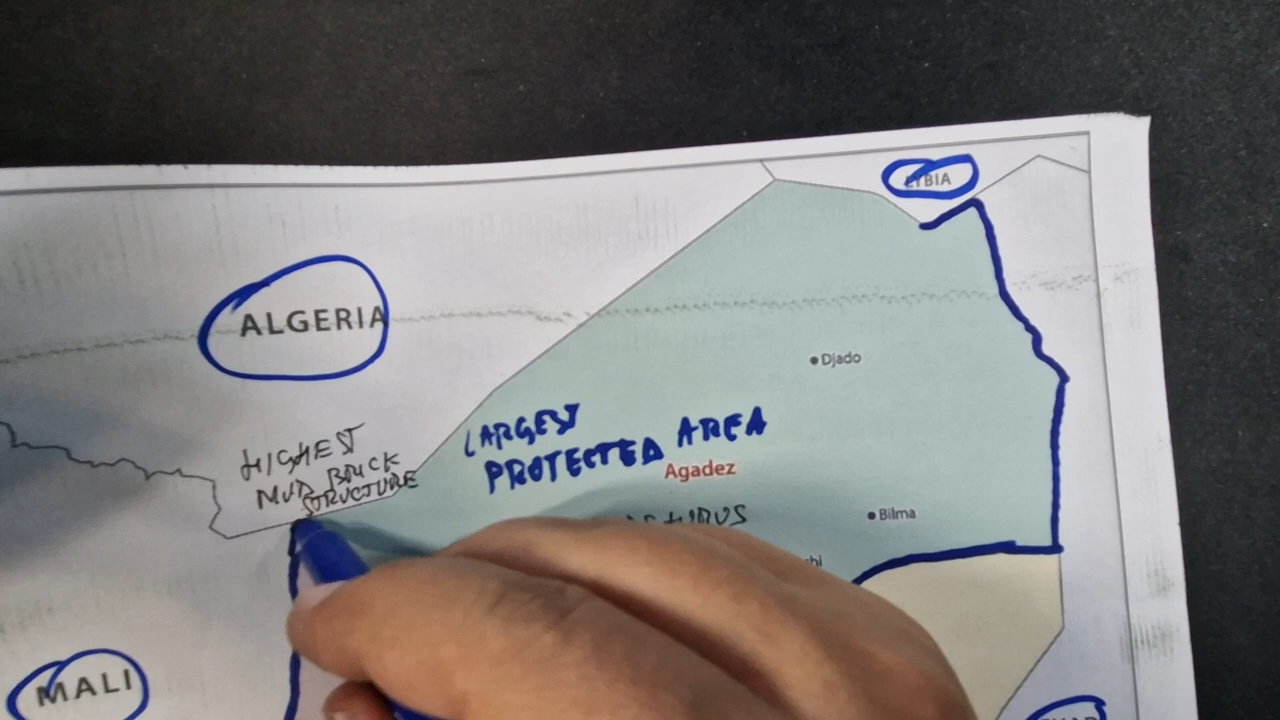 LYBIA
ALGERIA
Djado
LARGEST
PROTECTED AREA
HIGHEST
MUD BRICK
STRUCTURE
Agadez
Bilma
MALI